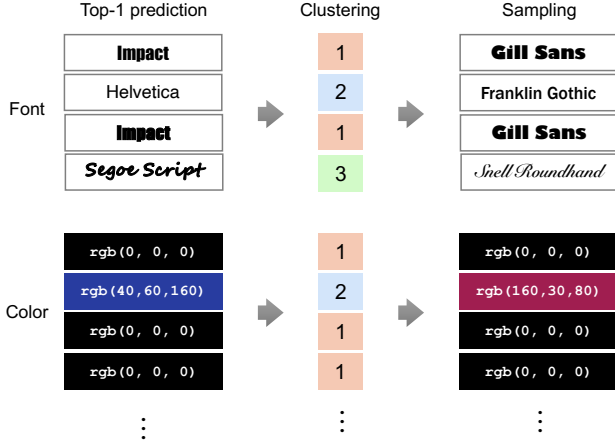 Top-1 prediction Clustering Sampling
Font
Impact 1 Gill Sans
Helvetica 2 Franklin Gothic
Impact 1 Gill Sans
Segoe Script 3 Snell Roundhand
Color
rgb(0, 0, 0) 1 rgb(0, 0, 0)
rgb(40,60,160) 2 rgb(160,30,80)
rgb(0, 0, 0) 1 rgb(0, 0, 0)
rgb(0, 0, 0) 1 rgb(0, 0, 0)
⋮ ⋮ ⋮